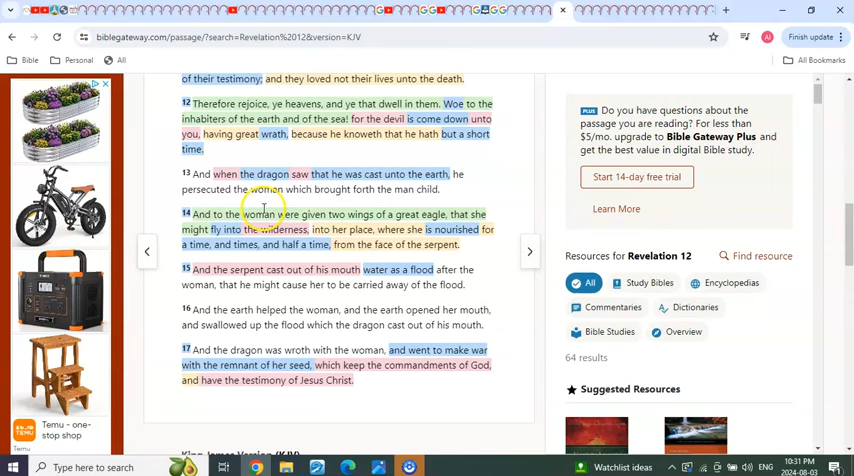 Finish update
biblegateway.com/passage/?search=Revelation%2012&version=KJV
AI
Bible
Personal
All
All Bookmarks
of their testimony; and they loved not their lives unto the death.
12 Therefore rejoice, ye heavens, and ye that dwell in them. Woe to the
inhabiters of the earth and of the sea! for the devil is come down unto
you, having great wrath, because he knoweth that he hath but a short
time.
13 And when the dragon saw that he was cast unto the earth, he
persecuted the woman which brought forth the man child.
14 And to the woman were given two wings of a great eagle, that she
might fly into the wilderness, into her place, where she is nourished for
a time, and times, and half a time, from the face of the serpent.
15 And the serpent cast out of his mouth water as a flood after the
woman, that he might cause her to be carried away of the flood.
16 And the earth helped the woman, and the earth opened her mouth,
and swallowed up the flood which the dragon cast out of his mouth.
17 And the dragon was wroth with the woman, and went to make war
with the remnant of her seed, which keep the commandments of God,
and have the testimony of Jesus Christ.
PLUS Do you have questions about the
passage you are reading? For less than
$5/mo. upgrade to Bible Gateway Plus and
get the best value in digital Bible study.
Start 14-day free trial
Learn More
Resources for Revelation 12
Find resource
All
Study Bibles
Encyclopedias
Commentaries
Dictionaries
Bible Studies
Overview
64 results
Suggested Resources
Temu - one-
stop shop
Temu
King James Version (KJV)
Type here to search
Watchlist ideas
ENG
10:31 PM
2024-08-03